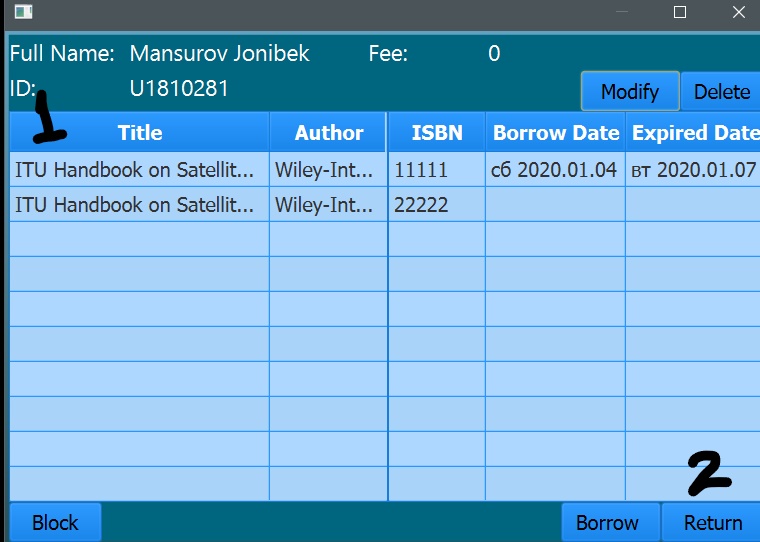 Full Name: Mansurov Jonibek Fee: 0
ID: U1810281
Modify Delete
1
Title Author ISBN Borrow Date Expired Date
ITU Handbook on Satellit... Wiley-Int... 11111 сб 2020.01.04 вт 2020.01.07
ITU Handbook on Satellit... Wiley-Int... 22222
2
Block Borrow Return